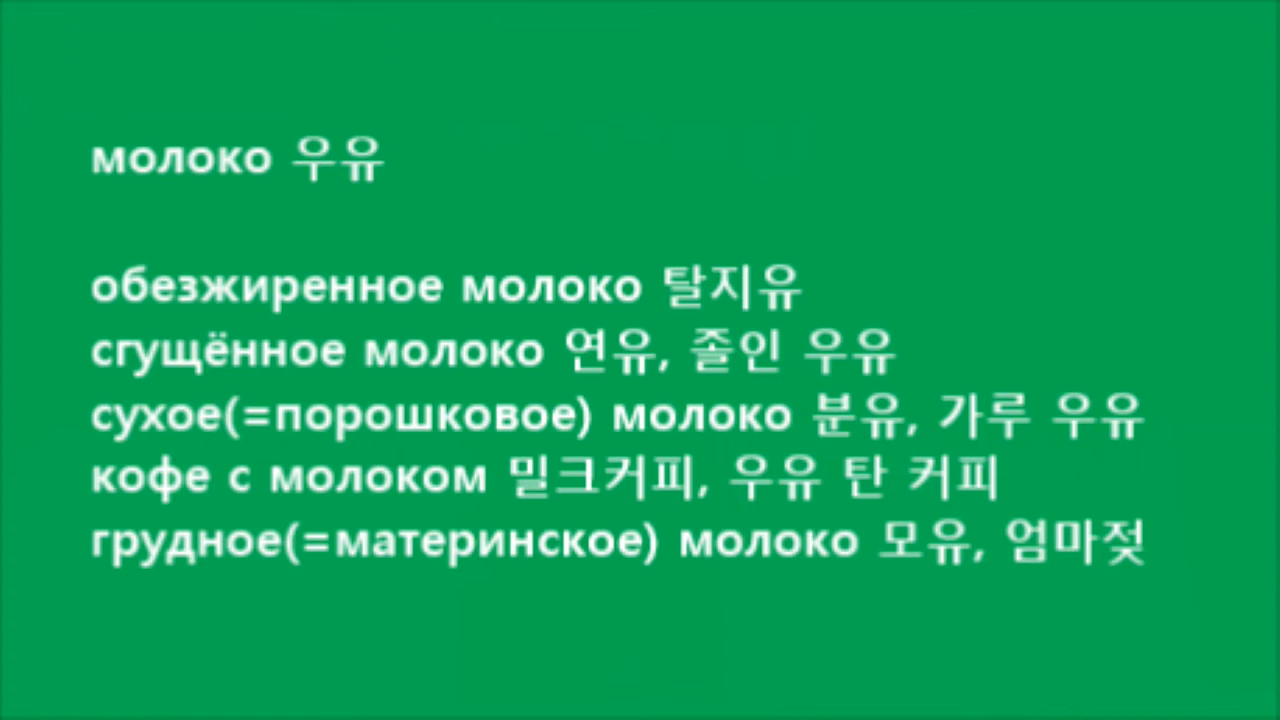 молоко 우유
обезжиренное молоко 탈지유
сгущённое молоко 연유, 졸인 우유
сухое(=порошковое) молоко 분유, 가루 우유
кофе с молоком 밀크커피, 우유 탄 커피
грудное(=материнское) молоко 모유, 엄마젖